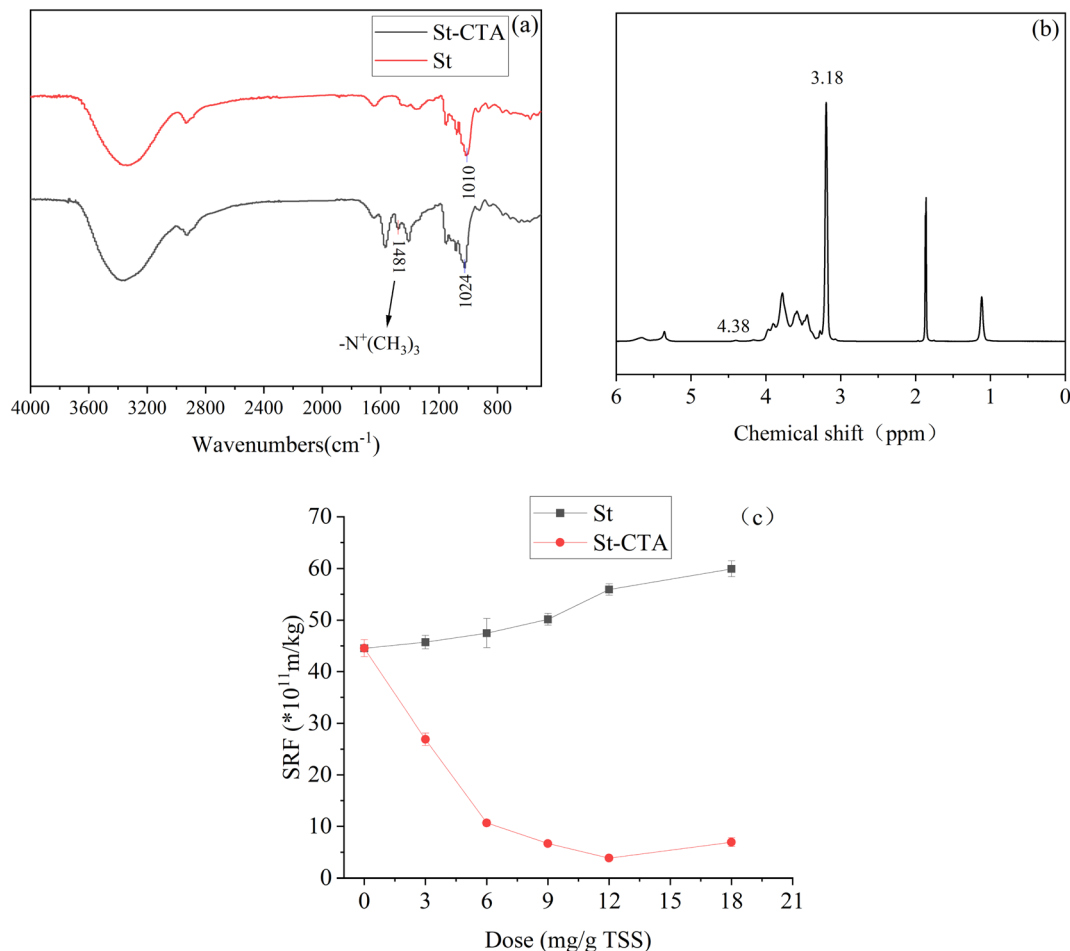 (a)
St-CTA
St
1010
1481
1024
-N⁺(CH₃)₃
4000 3600 3200 2800 2400 2000 1600 1200 800
Wavenumbers(cm⁻¹)
(b)
3.18
4.38
6 5 4 3 2 1 0
Chemical shift（ppm）
（c）
St
St-CTA
70
60
50
40
30
20
10
0
SRF (*10¹¹m/kg)
0 3 6 9 12 15 18 21
Dose (mg/g TSS)